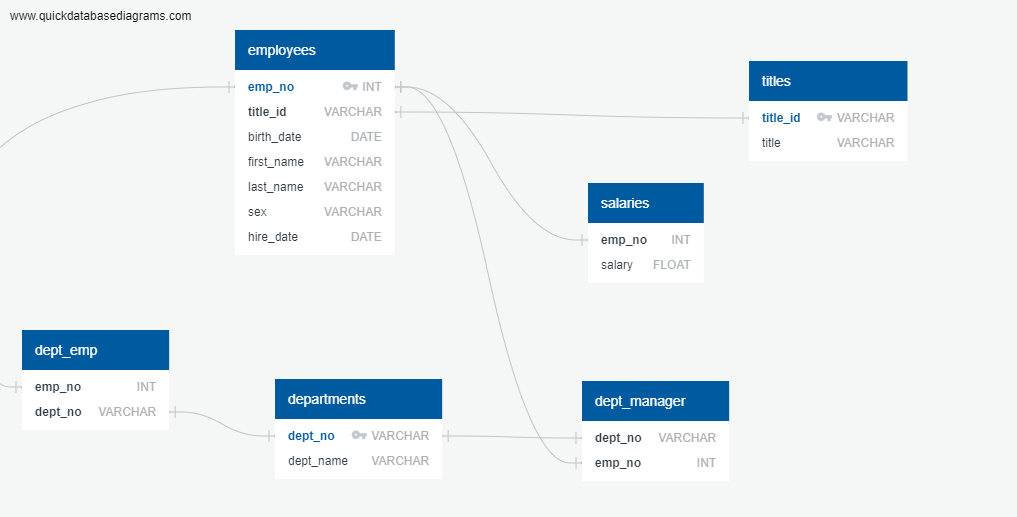 www.quickdatabasediagrams.com
employees
emp_no INT
title_id VARCHAR
birth_date DATE
first_name VARCHAR
last_name VARCHAR
sex VARCHAR
hire_date DATE
titles
title_id VARCHAR
title VARCHAR
salaries
emp_no INT
salary FLOAT
dept_emp
emp_no INT
dept_no VARCHAR
departments
dept_no VARCHAR
dept_name VARCHAR
dept_manager
dept_no VARCHAR
emp_no INT